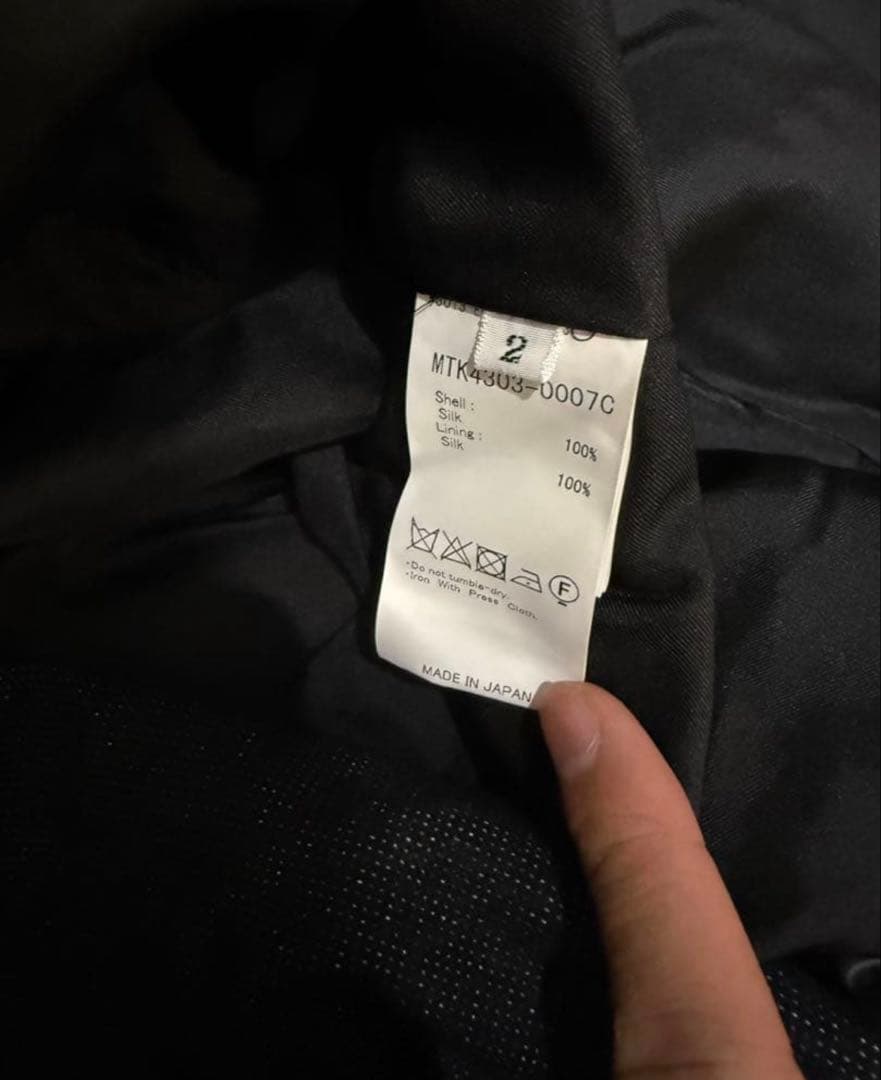 2
MTK4303-0007C
Shell :
Silk 100%
Lining :
Silk 100%
F
·Do not tumble-dry.
·Iron With Press Cloth.
MADE IN JAPAN